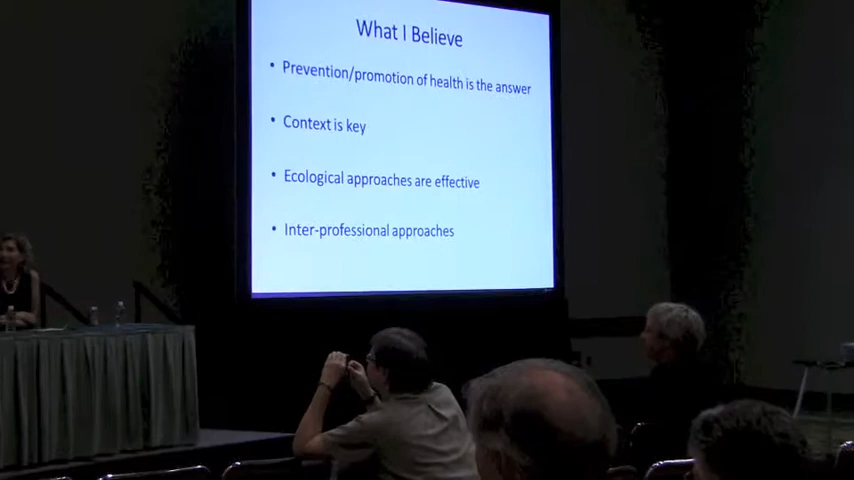 What I Believe
• Prevention/promotion of health is the answer
• Context is key
• Ecological approaches are effective
• Inter-professional approaches